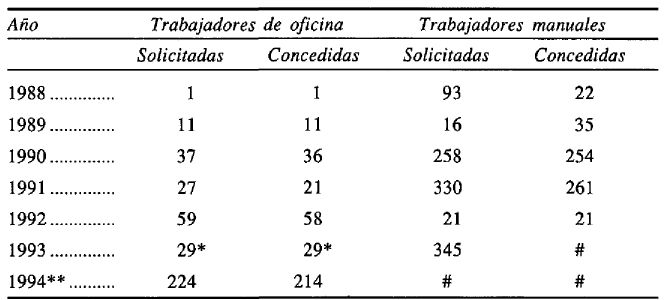 Año Trabajadores de oficina Trabajadores manuales
Solicitadas Concedidas Solicitadas Concedidas
1988 .............. 1 1 93 22
1989 .............. 11 11 16 35
1990 .............. 37 36 258 254
1991 .............. 27 21 330 261
1992 .............. 59 58 21 21
1993 .............. 29* 29* 345 #
1994** .......... 224 214 # #